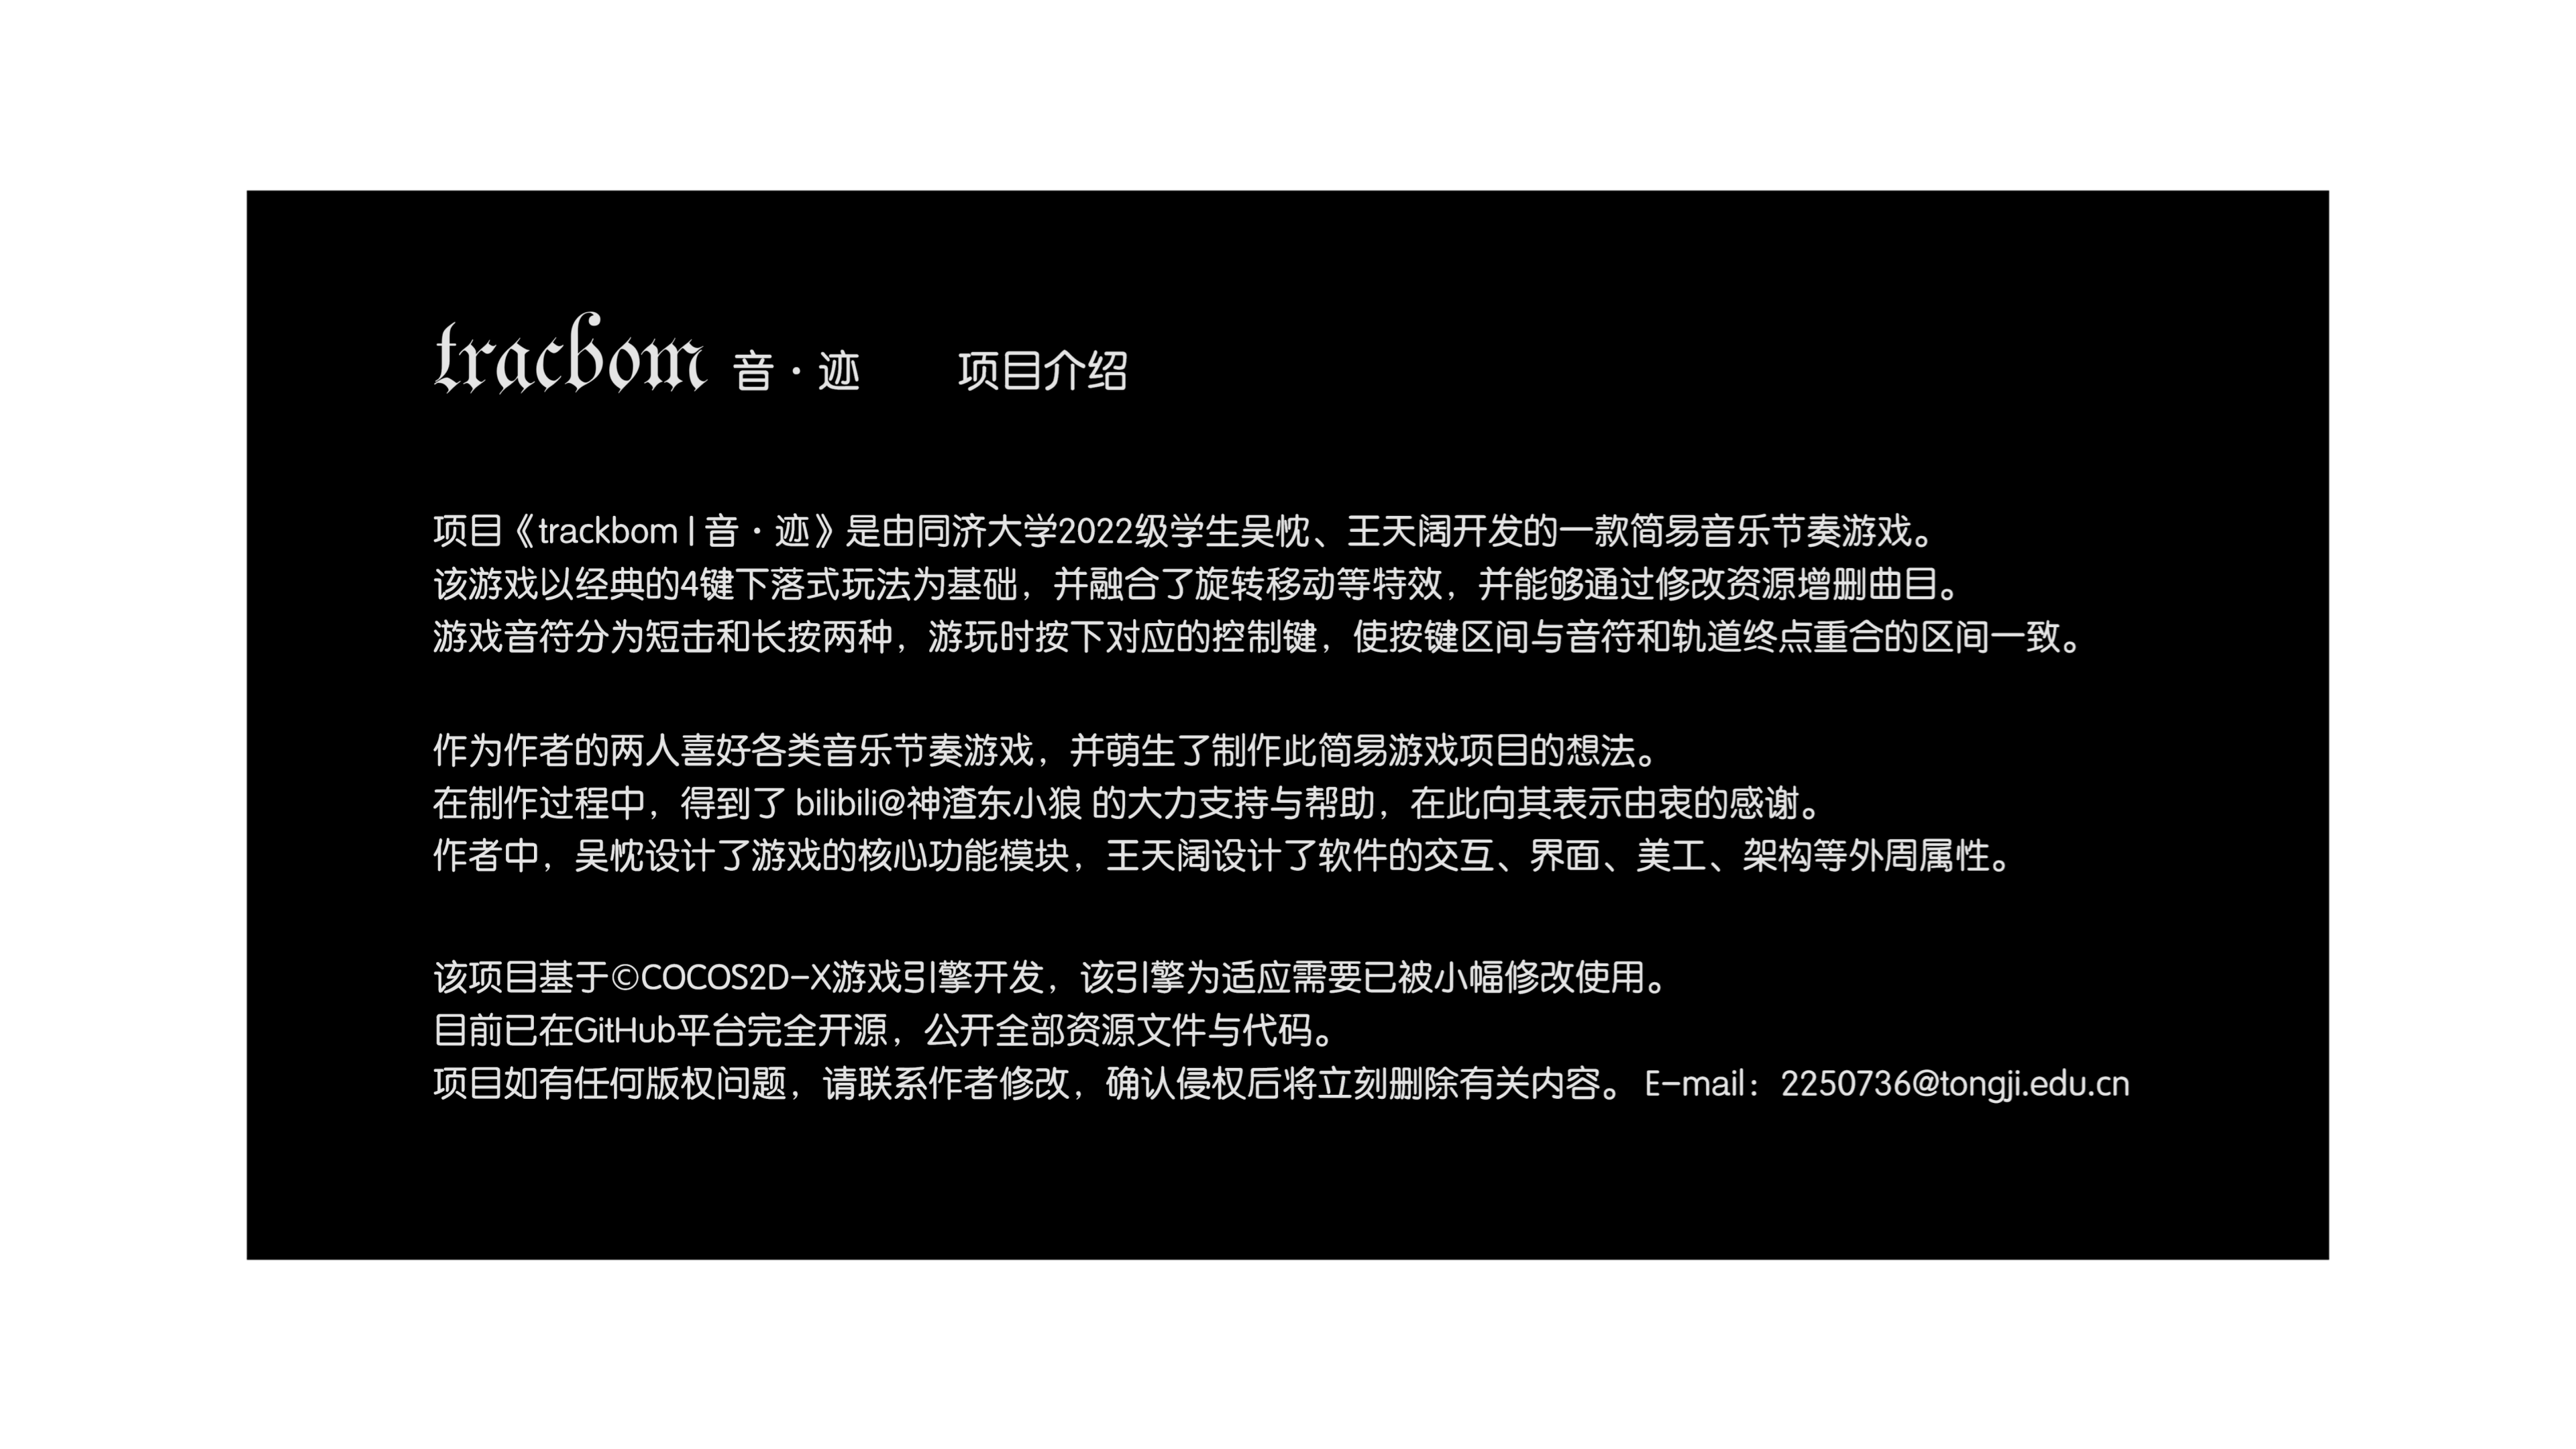 tracbom 音·迹 项目介绍
项目《trackbom | 音·迹》是由同济大学2022级学生吴忱、王天阔开发的一款简易音乐节奏游戏。
该游戏以经典的4键下落式玩法为基础，并融合了旋转移动等特效，并能够通过修改资源增删曲目。
游戏音符分为短击和长按两种，游玩时按下对应的控制键，使按键区间与音符和轨道终点重合的区间一致。
作为作者的两人喜好各类音乐节奏游戏，并萌生了制作此简易游戏项目的想法。
在制作过程中，得到了 bilibili@神渣东小狼 的大力支持与帮助，在此向其表示由衷的感谢。
作者中，吴忱设计了游戏的核心功能模块，王天阔设计了软件的交互、界面、美工、架构等外周属性。
该项目基于©COCOS2D-X游戏引擎开发，该引擎为适应需要已被小幅修改使用。
目前已在GitHub平台完全开源，公开全部资源文件与代码。
项目如有任何版权问题，请联系作者修改，确认侵权后将立刻删除有关内容。 E-mail：2250736@tongji.edu.cn